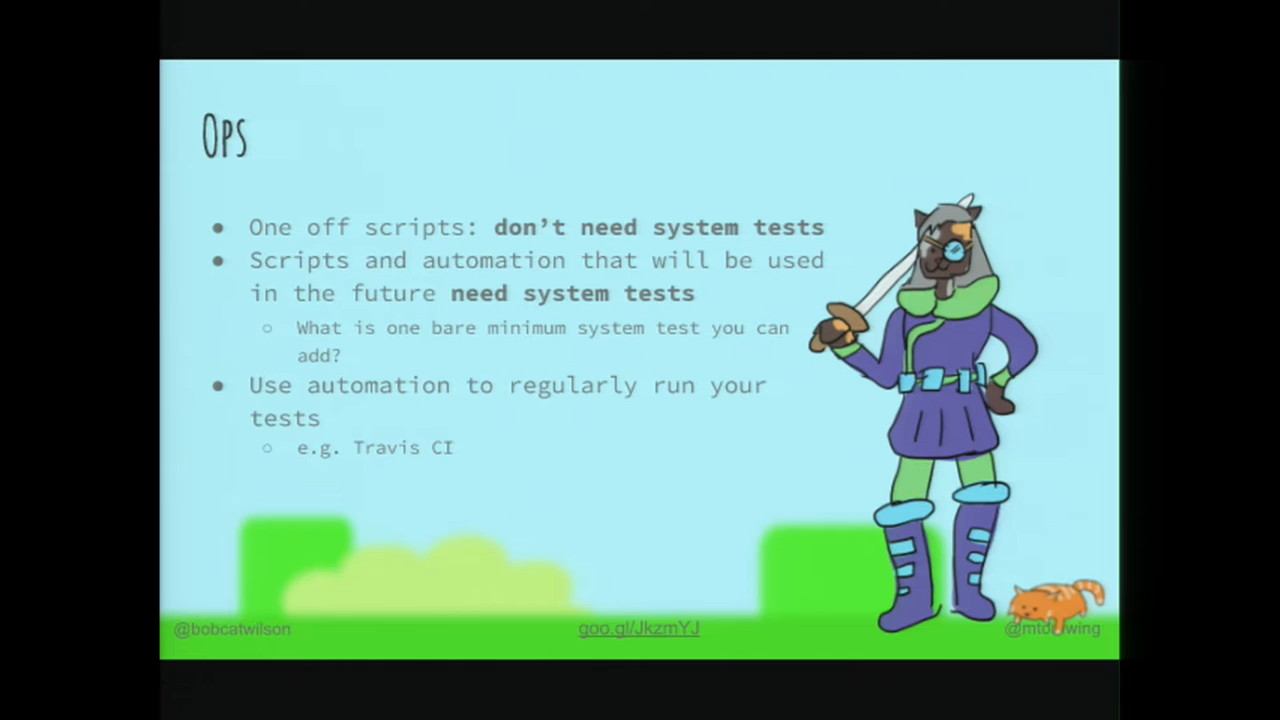 Ops
● One off scripts: don't need system tests
● Scripts and automation that will be used
in the future need system tests
○ What is one bare minimum system test you can
add?
● Use automation to regularly run your
tests
○ e.g. Travis CI
@bobcatwilson
goo.gl/JkzmYJ